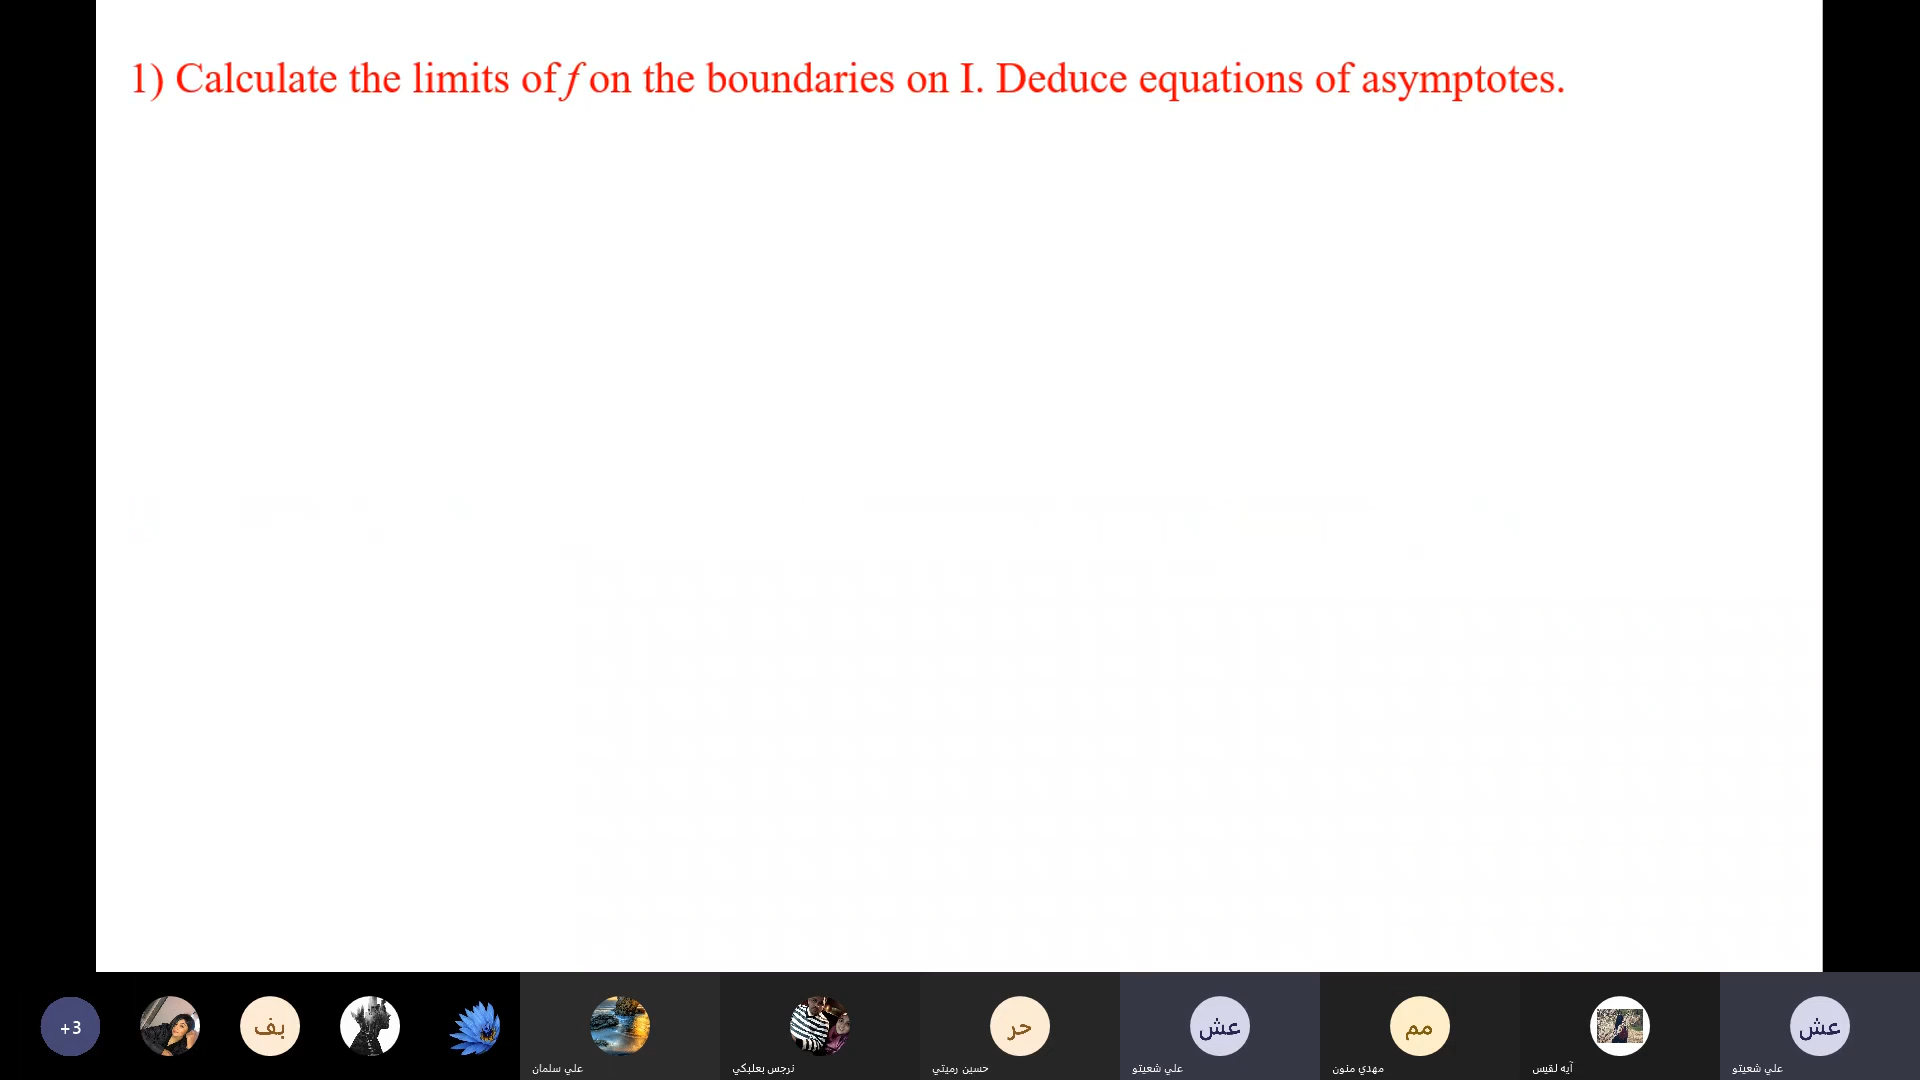 1) Calculate the limits of f on the boundaries on I. Deduce equations of asymptotes.
+3
بف
حر
عش
مم
عش
علي سلمان
نرجس بعلبكي
حسين رميتي
علي شعيتو
مهدي منون
آيه لقيس
علي شعيتو